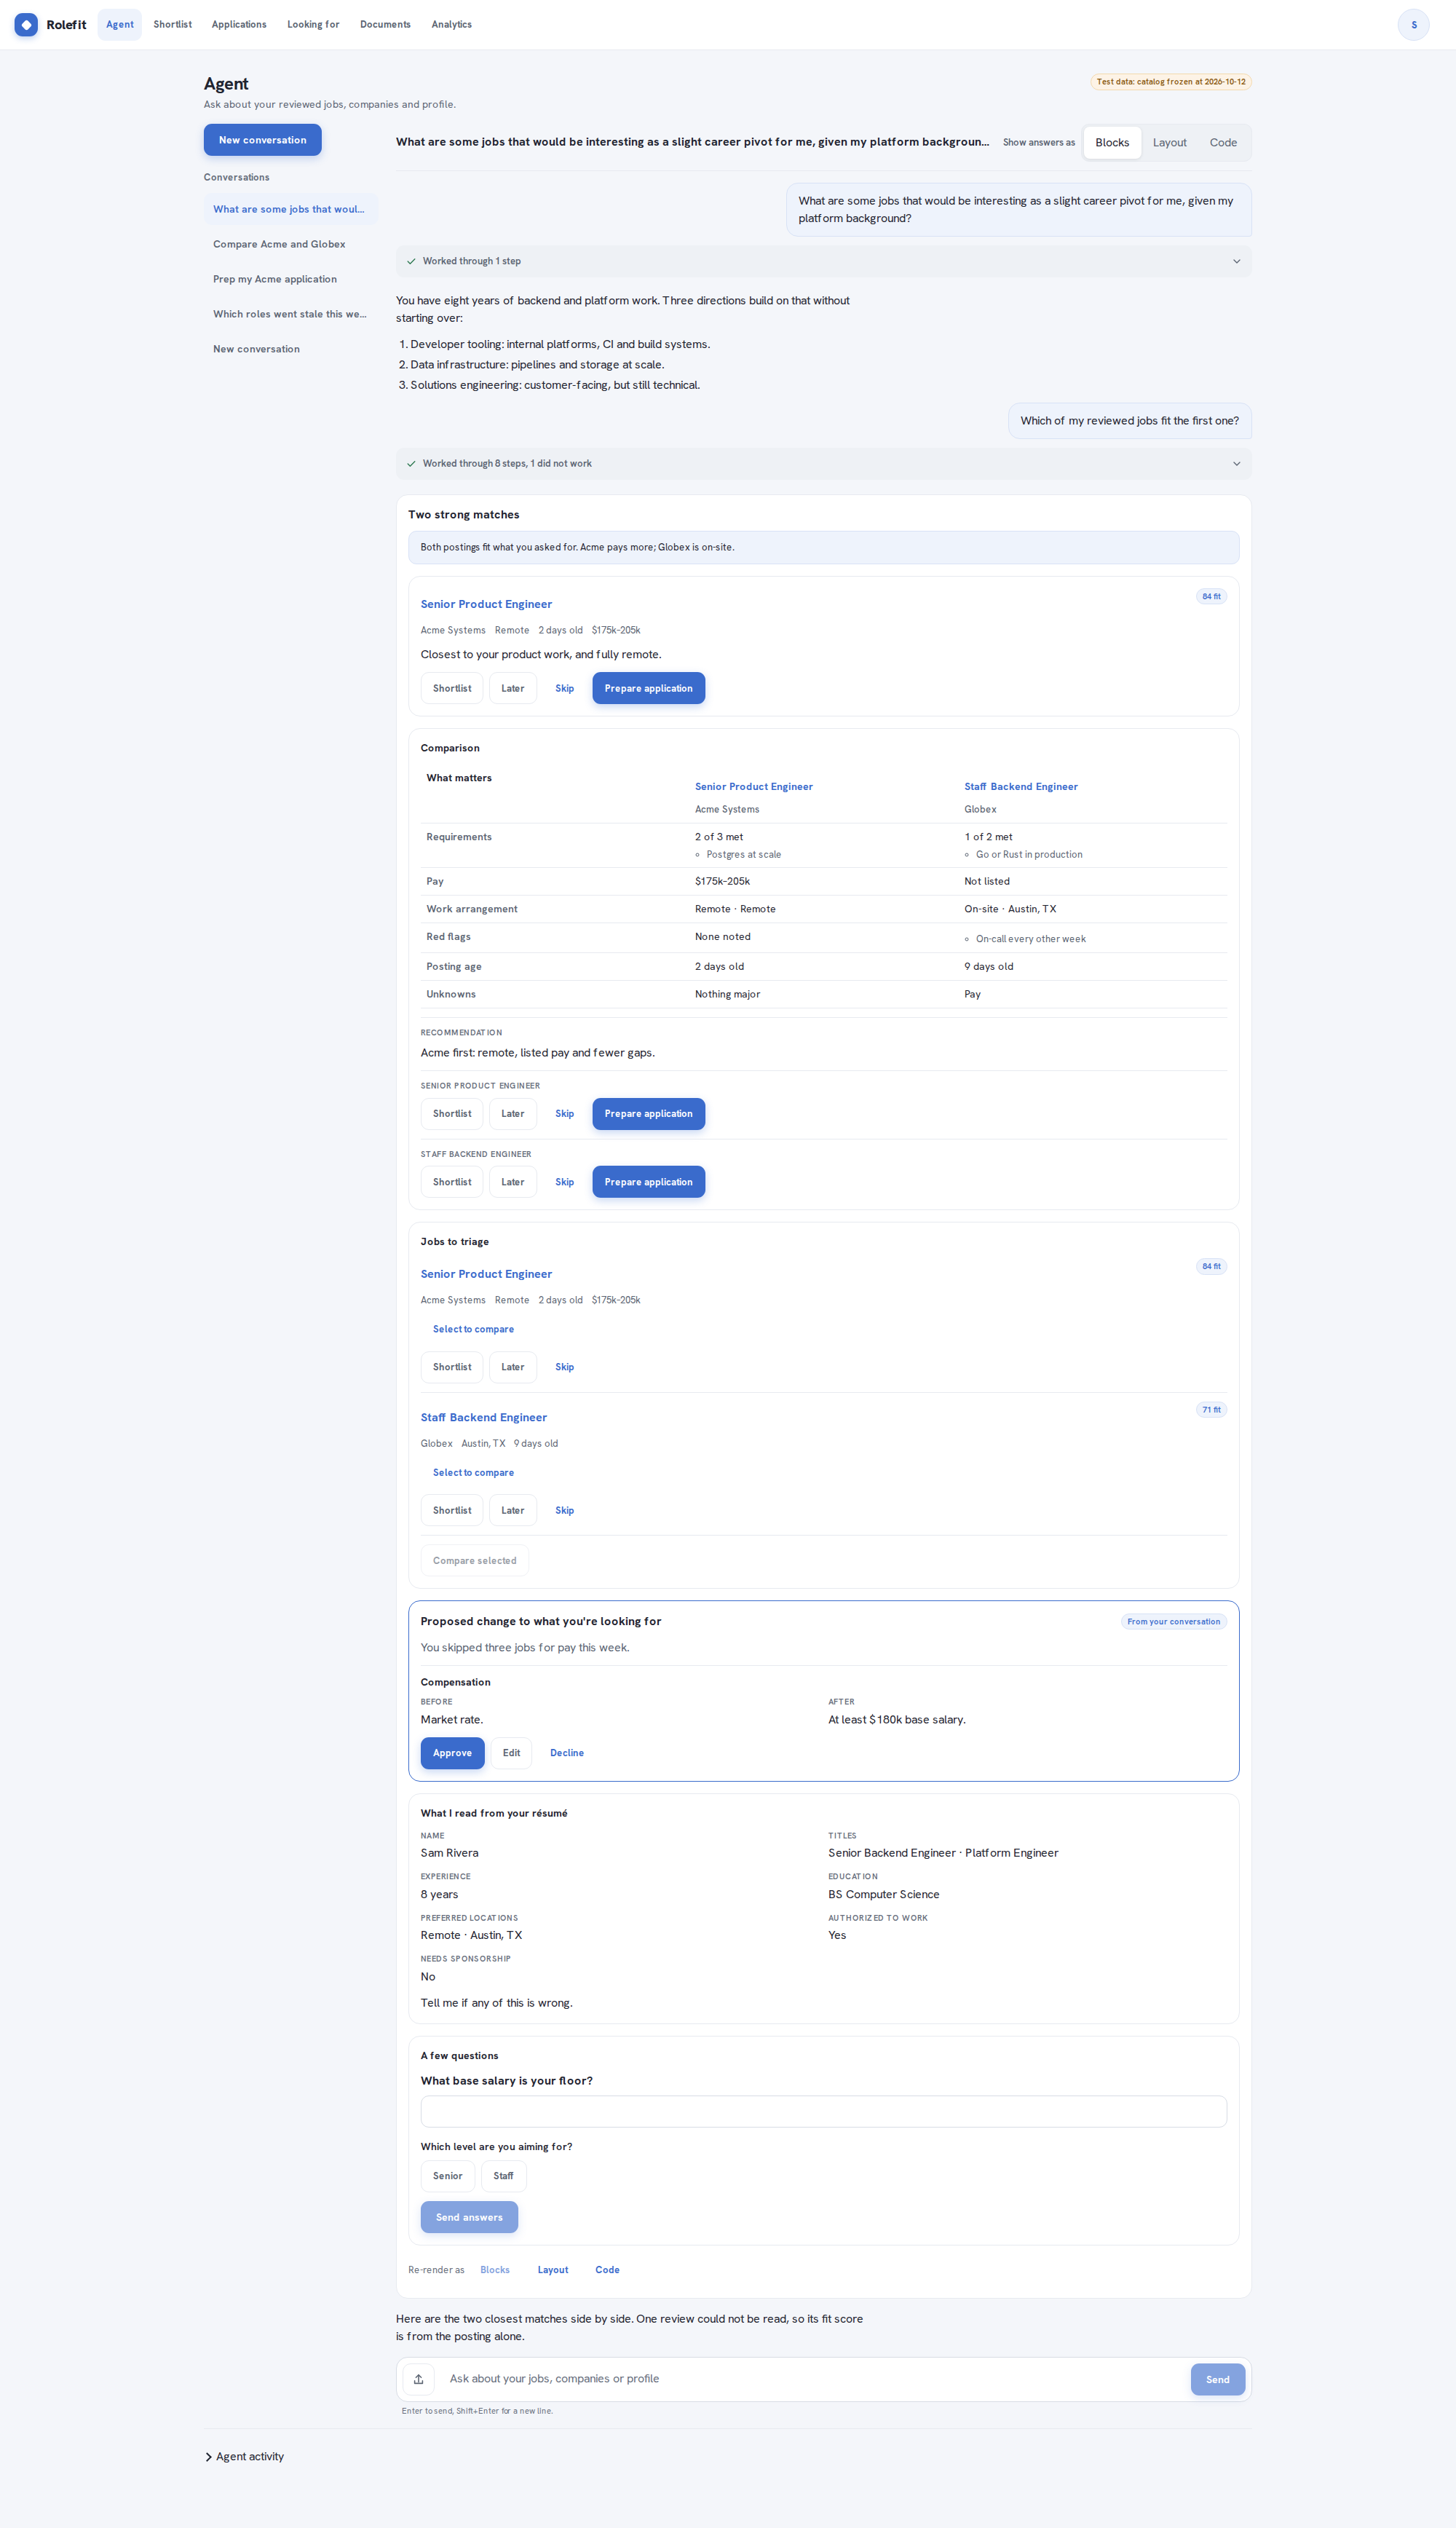 Rolefit
Agent
Shortlist
Applications
Looking for
Documents
Analytics
S
Agent
Test data: catalog frozen at 2026-10-12
Ask about your reviewed jobs, companies and profile.
New conversation
Conversations
What are some jobs that woul...
Compare Acme and Globex
Prep my Acme application
Which roles went stale this we...
New conversation
What are some jobs that would be interesting as a slight career pivot for me, given my platform backgroun...
Show answers as
Blocks
Layout
Code
What are some jobs that would be interesting as a slight career pivot for me, given my
platform background?
Worked through 1 step
You have eight years of backend and platform work. Three directions build on that without
starting over:
1. Developer tooling: internal platforms, CI and build systems.
2. Data infrastructure: pipelines and storage at scale.
3. Solutions engineering: customer-facing, but still technical.
Which of my reviewed jobs fit the first one?
Worked through 8 steps, 1 did not work
Two strong matches
Both postings fit what you asked for. Acme pays more; Globex is on-site.
Senior Product Engineer
84 fit
Acme Systems Remote 2 days old $175k–205k
Closest to your product work, and fully remote.
Shortlist
Later
Skip
Prepare application
Comparison
What matters
Senior Product Engineer
Acme Systems
Staff Backend Engineer
Globex
Requirements
2 of 3 met
Postgres at scale
1 of 2 met
Go or Rust in production
Pay
$175k–205k
Not listed
Work arrangement
Remote · Remote
On-site · Austin, TX
Red flags
None noted
On-call every other week
Posting age
2 days old
9 days old
Unknowns
Nothing major
Pay
RECOMMENDATION
Acme first: remote, listed pay and fewer gaps.
SENIOR PRODUCT ENGINEER
Shortlist
Later
Skip
Prepare application
STAFF BACKEND ENGINEER
Shortlist
Later
Skip
Prepare application
Jobs to triage
Senior Product Engineer
84 fit
Acme Systems Remote 2 days old $175k–205k
Select to compare
Shortlist
Later
Skip
Staff Backend Engineer
71 fit
Globex Austin, TX 9 days old
Select to compare
Shortlist
Later
Skip
Compare selected
Proposed change to what you're looking for
From your conversation
You skipped three jobs for pay this week.
Compensation
BEFORE
Market rate.
AFTER
At least $180k base salary.
Approve
Edit
Decline
What I read from your résumé
NAME
Sam Rivera
TITLES
Senior Backend Engineer · Platform Engineer
EXPERIENCE
8 years
EDUCATION
BS Computer Science
PREFERRED LOCATIONS
Remote · Austin, TX
AUTHORIZED TO WORK
Yes
NEEDS SPONSORSHIP
No
Tell me if any of this is wrong.
A few questions
What base salary is your floor?
Which level are you aiming for?
Senior
Staff
Send answers
Re-render as
Blocks
Layout
Code
Here are the two closest matches side by side. One review could not be read, so its fit score
is from the posting alone.
Ask about your jobs, companies or profile
Send
Enter to send, Shift+Enter for a new line.
Agent activity